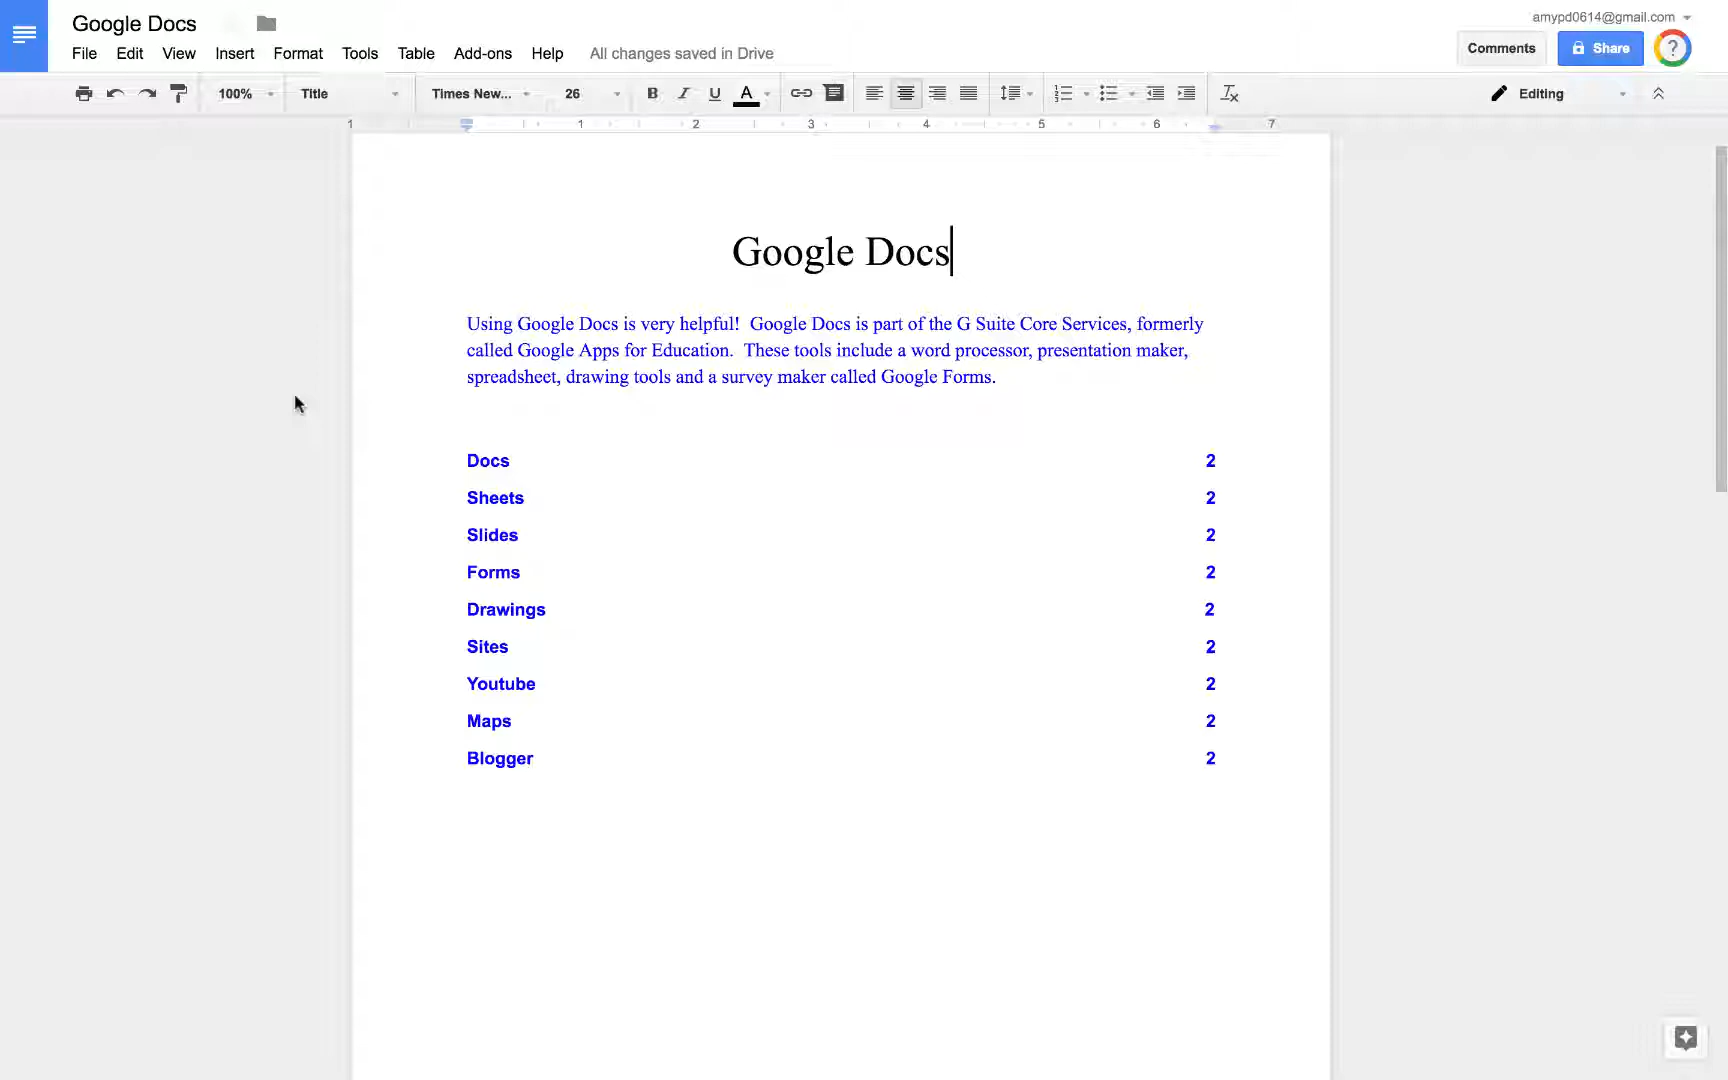 Google Docs
amypd0614@gmail.com
File Edit View Insert Format Tools Table Add-ons Help All changes saved in Drive
Comments Share ?
100% Title Times New... 26 B I U A Editing
1 1 2 3 4 5 6 7
Google Docs
Using Google Docs is very helpful!  Google Docs is part of the G Suite Core Services, formerly
called Google Apps for Education.  These tools include a word processor, presentation maker,
spreadsheet, drawing tools and a survey maker called Google Forms.
Docs 2
Sheets 2
Slides 2
Forms 2
Drawings 2
Sites 2
Youtube 2
Maps 2
Blogger 2